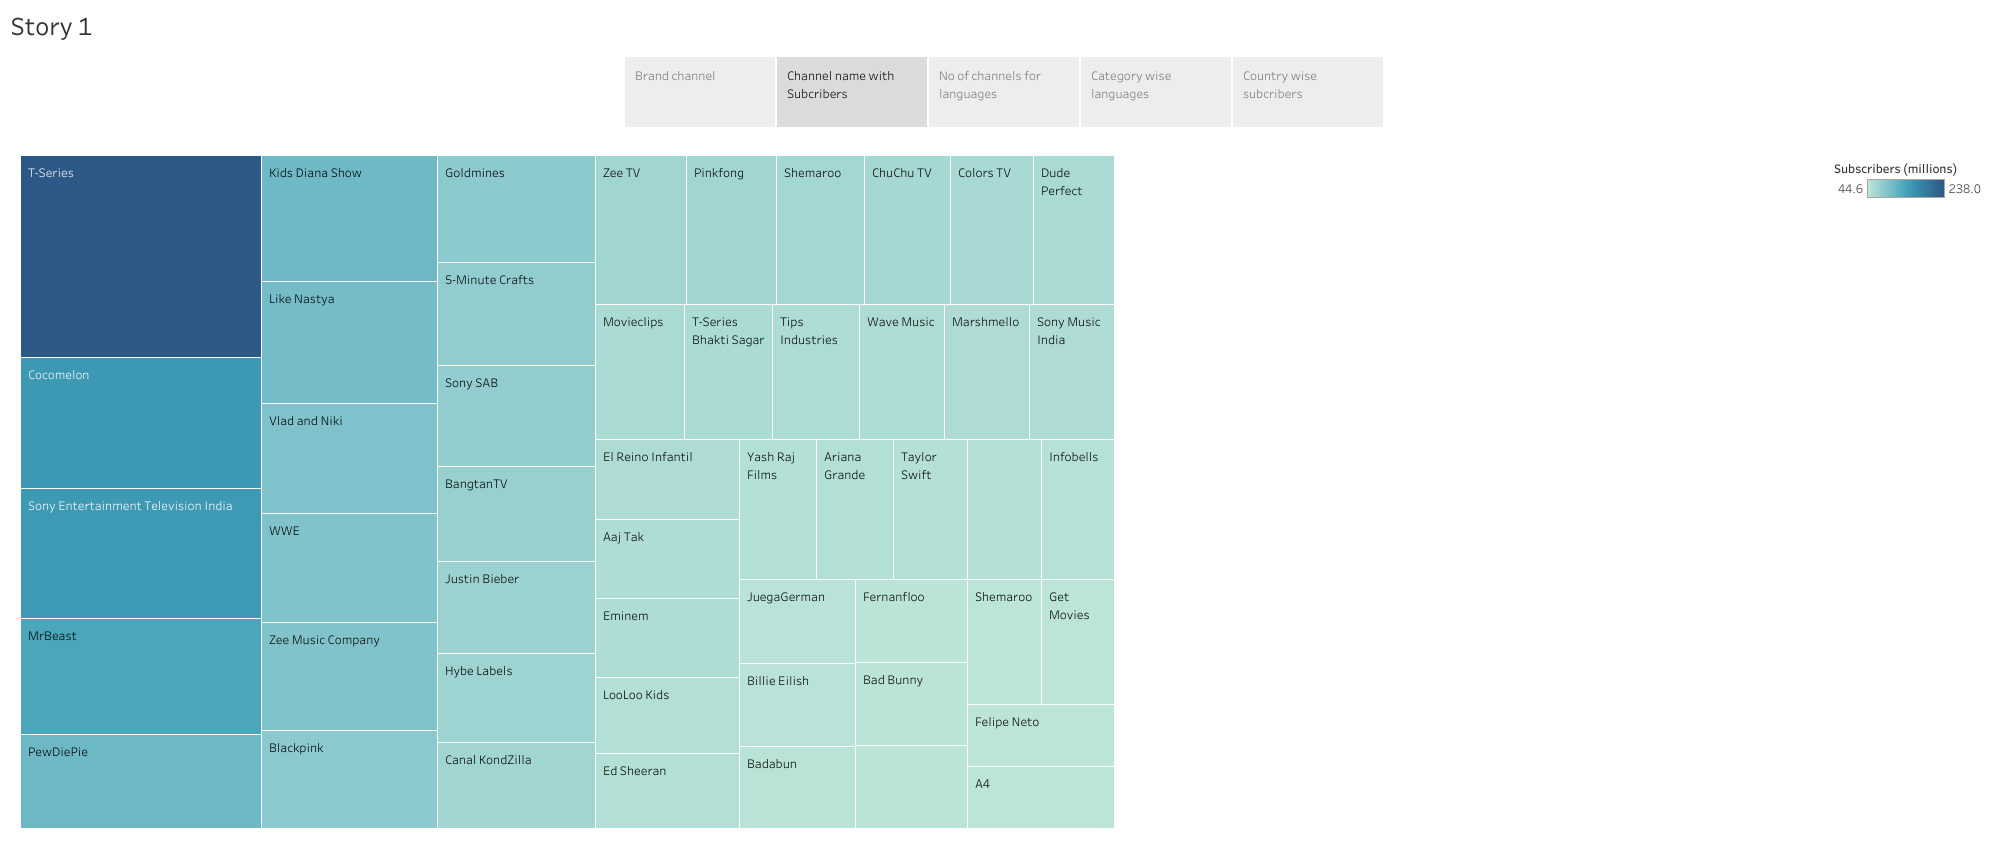 Story 1
Brand channel
Channel name with
Subcribers
No of channels for
languages
Category wise
languages
Country wise
subcribers
T-Series
Cocomelon
Sony Entertainment Television India
MrBeast
PewDiePie
Kids Diana Show
Like Nastya
Vlad and Niki
WWE
Zee Music Company
Blackpink
Goldmines
5-Minute Crafts
Sony SAB
BangtanTV
Justin Bieber
Hybe Labels
Canal KondZilla
Zee TV
Pinkfong
Shemaroo
ChuChu TV
Colors TV
Dude
Perfect
Movieclips
T-Series
Bhakti Sagar
Tips
Industries
Wave Music
Marshmello
Sony Music
India
El Reino Infantil
Aaj Tak
Eminem
LooLoo Kids
Ed Sheeran
Yash Raj
Films
Ariana
Grande
Taylor
Swift
Infobells
JuegaGerman
Billie Eilish
Badabun
Fernanfloo
Bad Bunny
Shemaroo
Get
Movies
Felipe Neto
A4
Subscribers (millions)
44.6
238.0